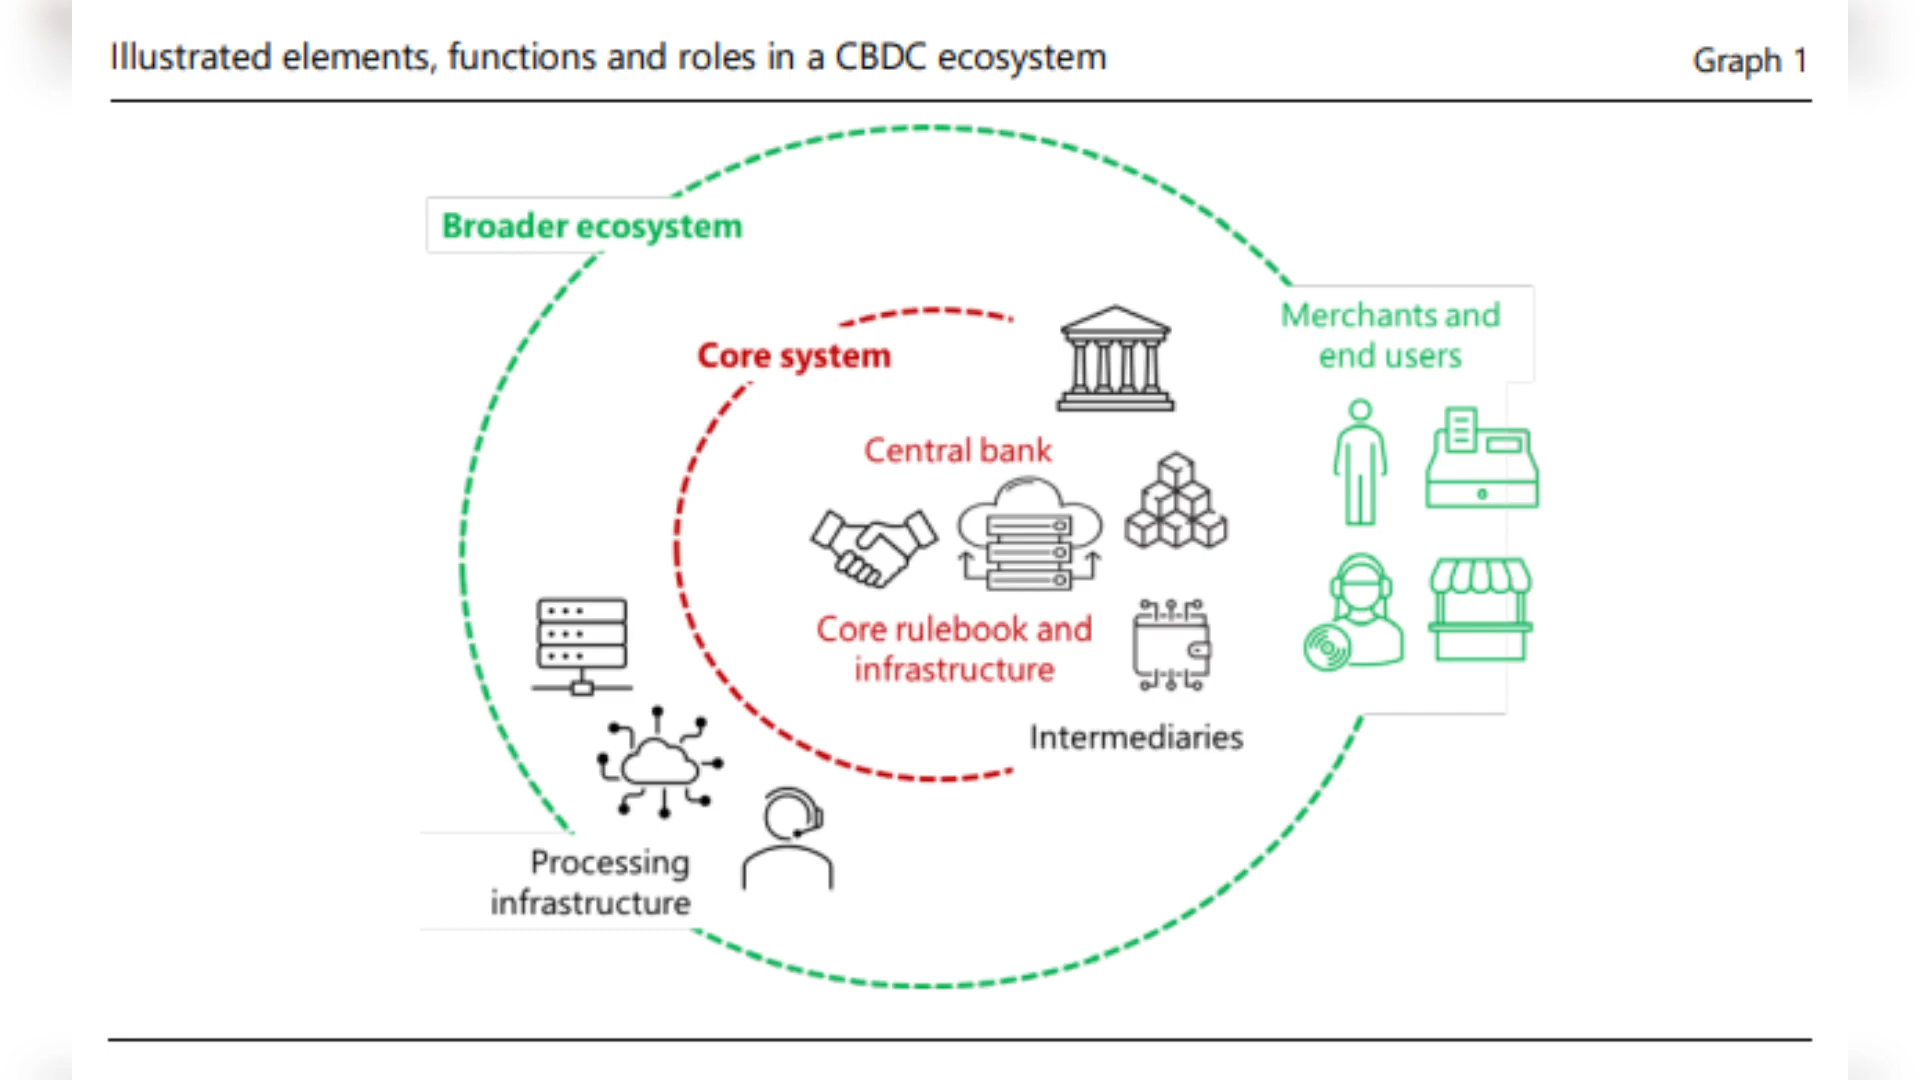 Illustrated elements, functions and roles in a CBDC ecosystem
Graph 1
Broader ecosystem
Merchants and
end users
Core system
Central bank
Core rulebook and
infrastructure
Intermediaries
Processing
infrastructure